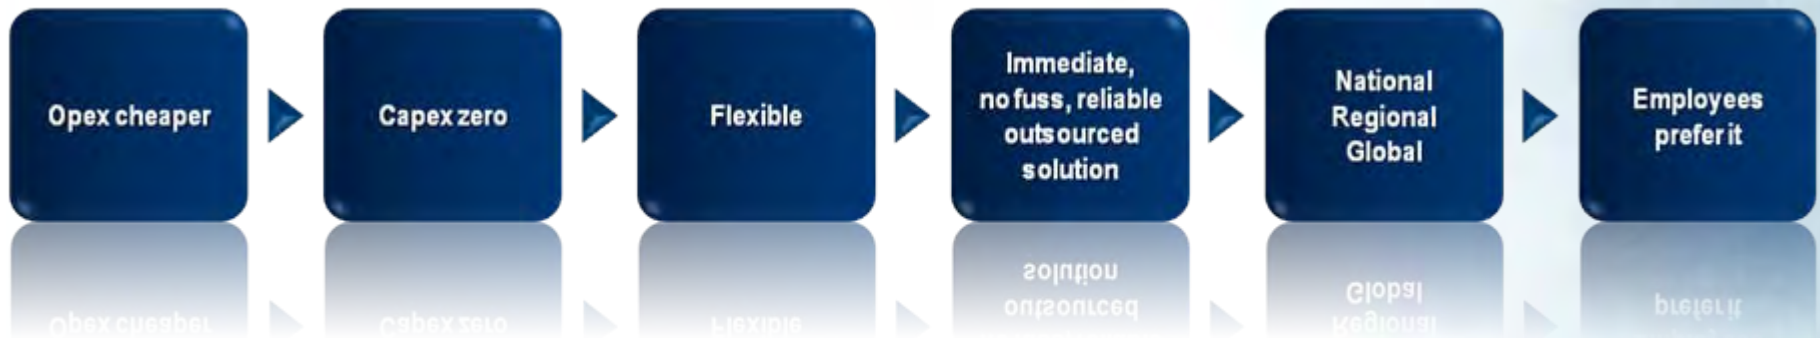 Opex cheaper
Capex zero
Flexible
Immediate,
no fuss, reliable
outsourced
solution
National
Regional
Global
Employees
prefer it